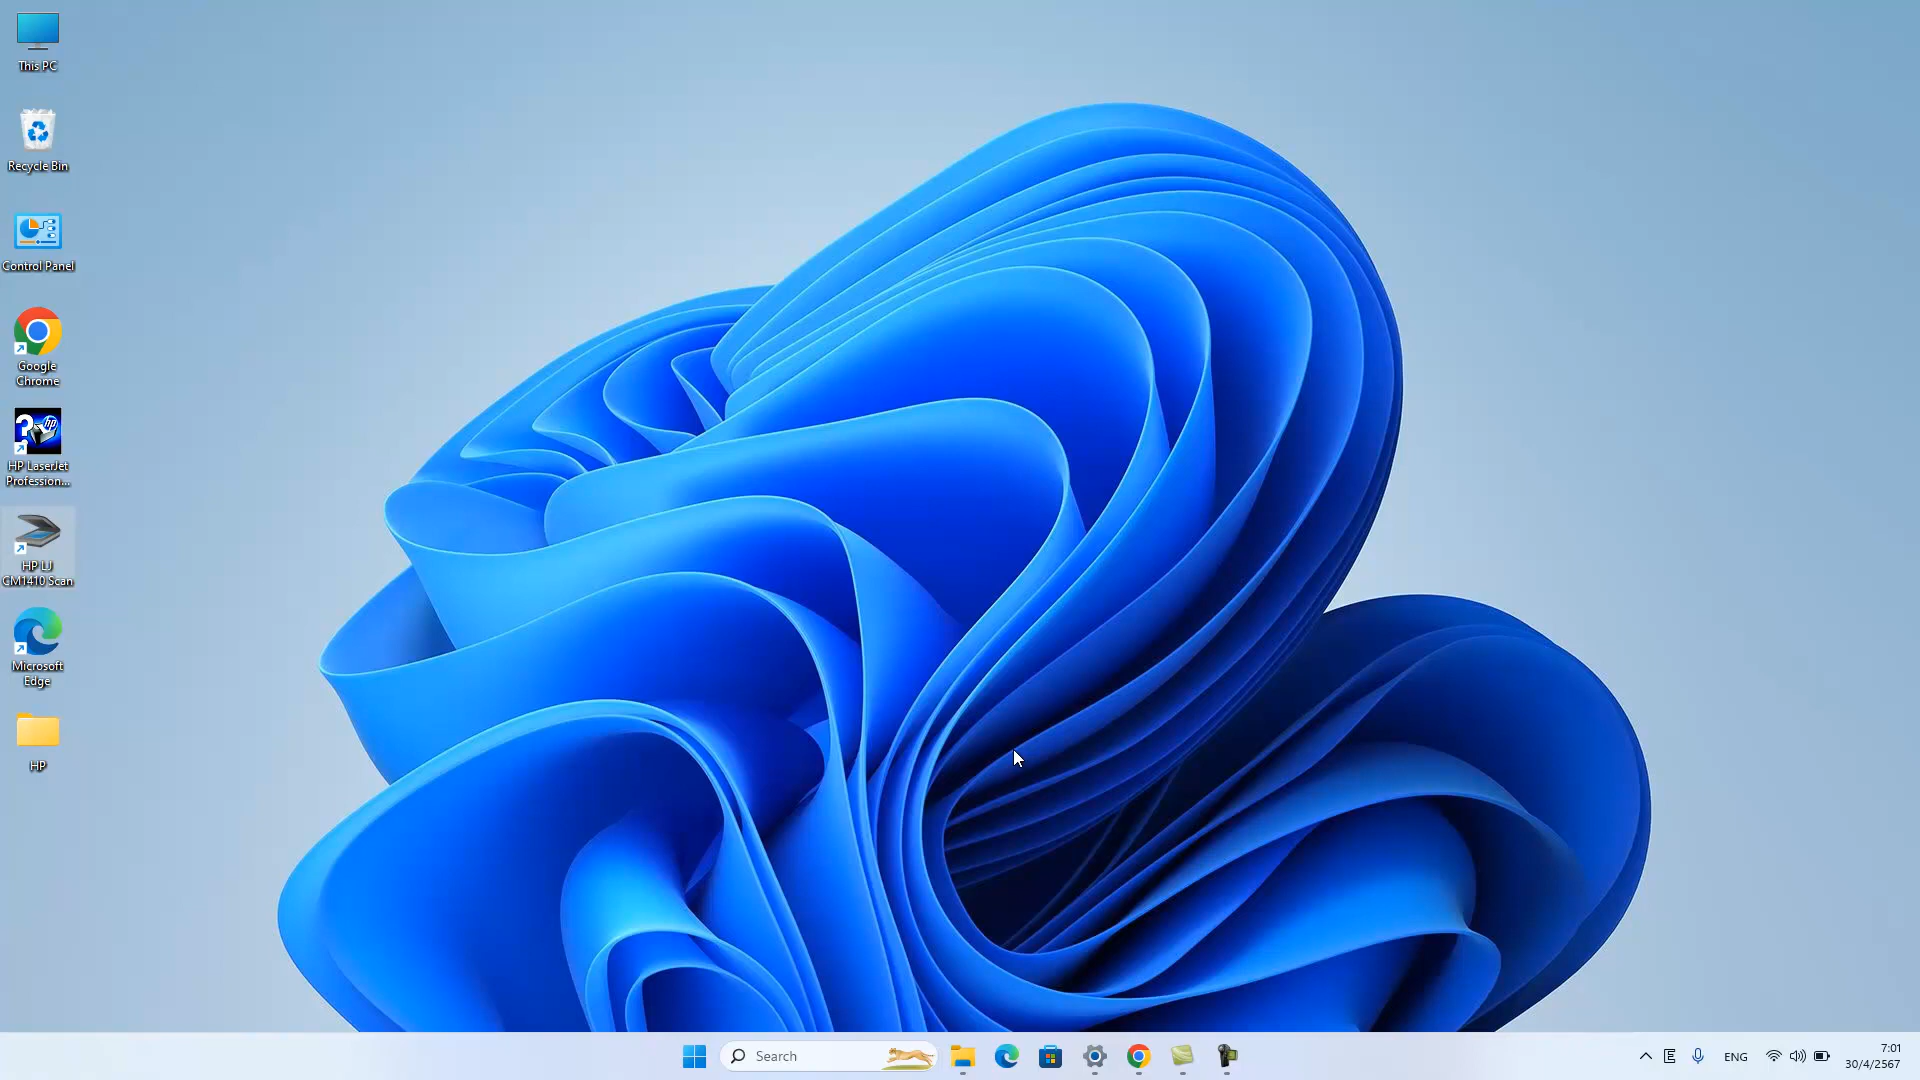 This PC
Recycle Bin
Control Panel
Google
Chrome
HP LaserJet
Profession...
HP LJ
CM1410 Scan
Microsoft
Edge
HP
Search
ENG
7:01
30/4/2567